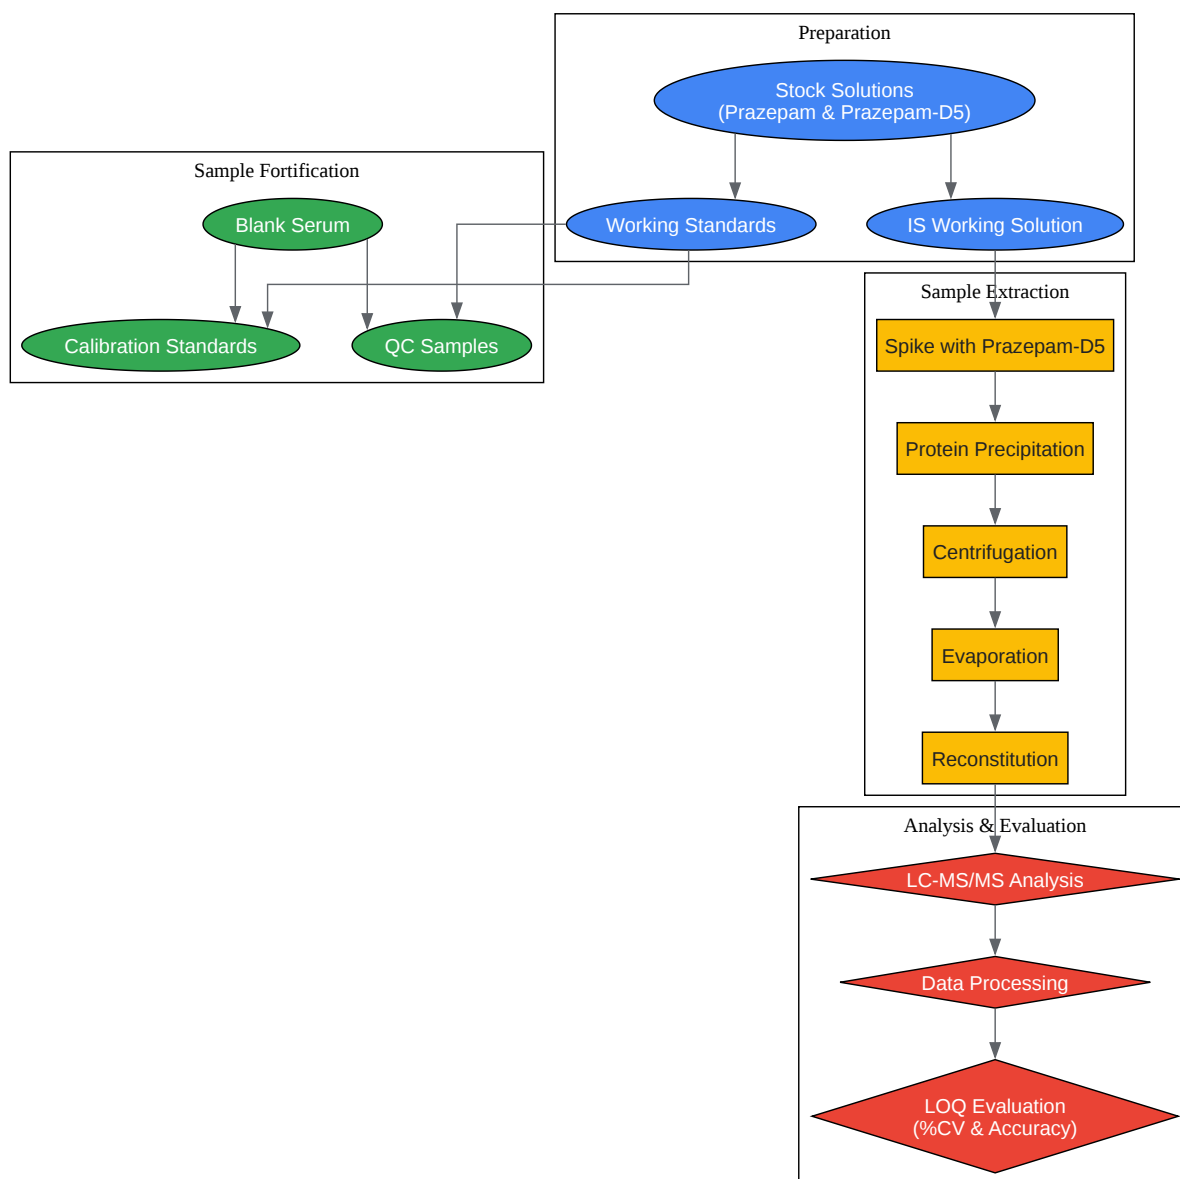 Preparation
Stock Solutions
(Prazepam & Prazepam-D5)
Sample Fortification
Blank Serum
Working Standards
IS Working Solution
Sample Extraction
Calibration Standards
QC Samples
Spike with Prazepam-D5
Protein Precipitation
Centrifugation
Evaporation
Reconstitution
Analysis & Evaluation
LC-MS/MS Analysis
Data Processing
LOQ Evaluation
(%CV & Accuracy)